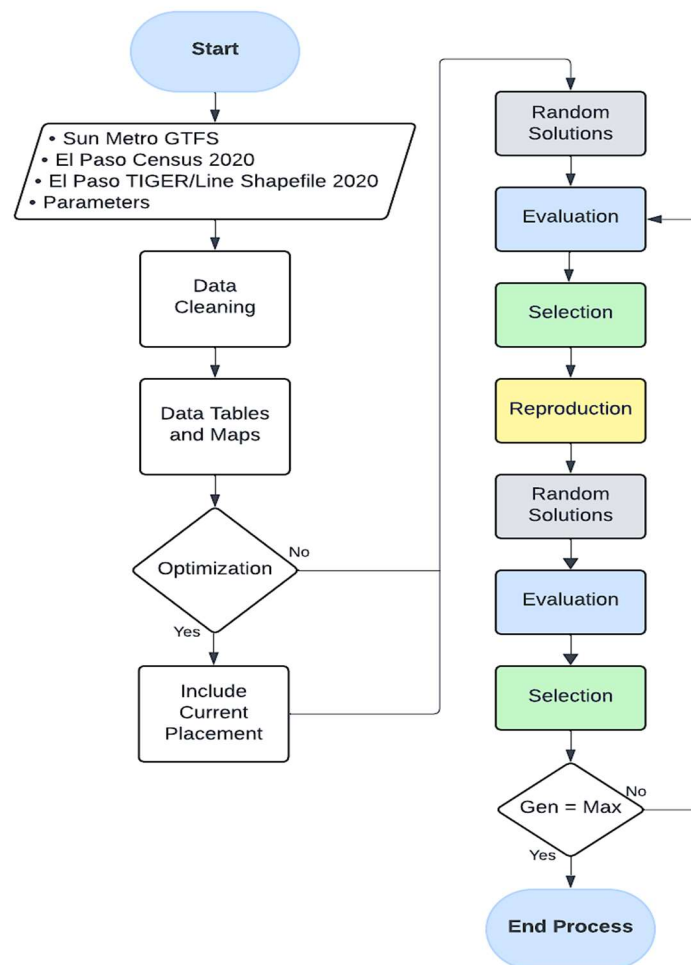 Start
• Sun Metro GTFS
• El Paso Census 2020
• El Paso TIGER/Line Shapefile 2020
• Parameters
Data
Cleaning
Data Tables
and Maps
Optimization
No
Yes
Include
Current
Placement
Random
Solutions
Evaluation
Selection
Reproduction
Random
Solutions
Evaluation
Selection
Gen = Max
No
Yes
End Process